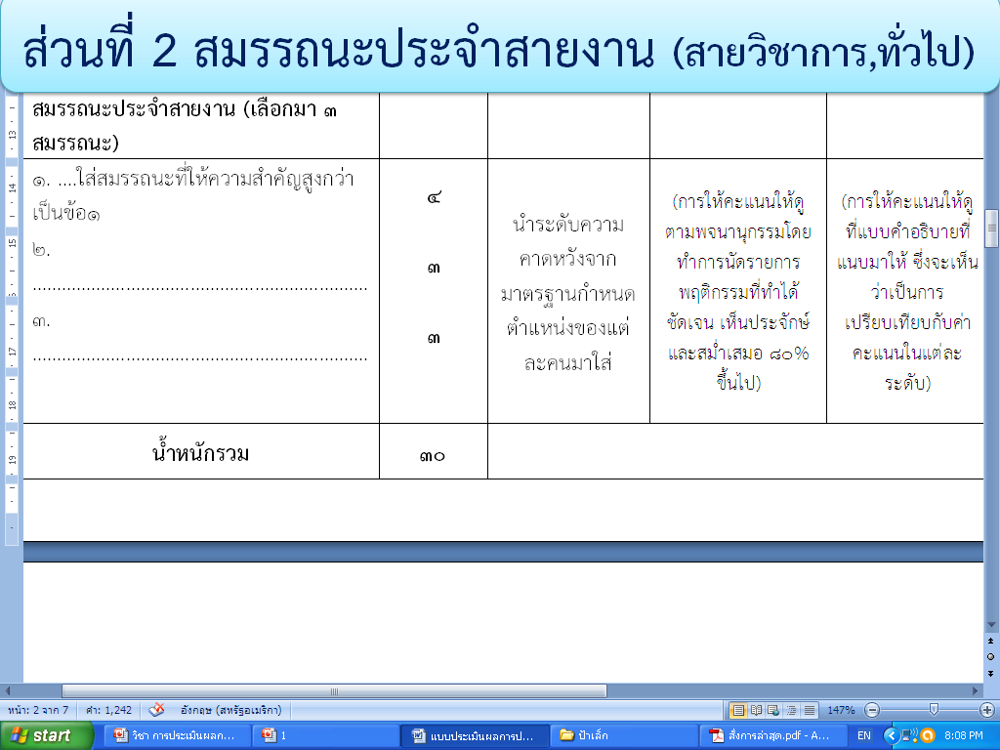 ส่วนที่ 2 สมรรถนะประจำสายงาน (สายวิชาการ,ทั่วไป)
สมรรถนะประจำสายงาน (เลือกมา ๓
สมรรถนะ)
๑. ....ใส่สมรรถนะที่ให้ความสำคัญสูงกว่า
เป็นข้อ๑
๒.
................................................................
๓.
................................................................
๔
๓
๓
นำระดับความ
คาดหวังจาก
มาตรฐานกำหนด
ตำแหน่งของแต่
ละคนมาใส่
(การให้คะแนนให้ดู
ตามพจนานุกรรมโดย
ทำการนัดรายการ
พฤติกรรมที่ทำได้
ชัดเจน เห็นประจักษ์
และสม่ำเสมอ ๘๐%
ขึ้นไป)
(การให้คะแนนให้ดู
ที่แบบคำอธิบายที่
แนบมาให้ ซึ่งจะเห็น
ว่าเป็นการ
เปรียบเทียบกับค่า
คะแนนในแต่ละ
ระดับ)
น้ำหนักรวม
๓๐
13
14
15
17
18
19
หน้า: 2 จาก 7
คำ: 1,242
อังกฤษ (สหรัฐอเมริกา)
147%
start
วิชา การประเมินผลก...
1
แบบประเมินผลการป...
ป้าเล็ก
สั่งการล่าสุด.pdf - A...
EN
8:08 PM